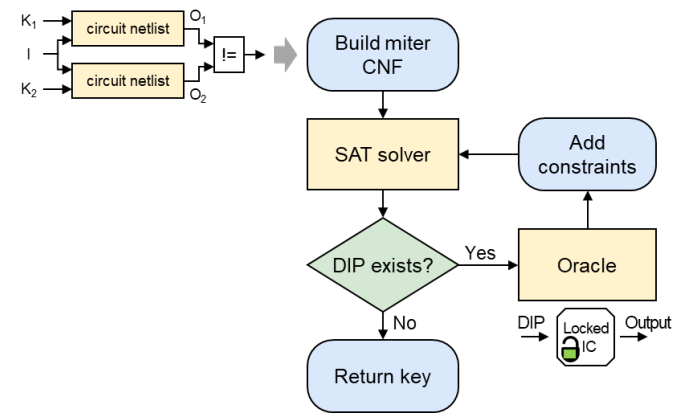 K1
circuit netlist
O1
I
!=
circuit netlist
K2
O2
Build miter
CNF
SAT solver
Add
constraints
DIP exists?
Yes
Oracle
No
DIP
Locked
IC
Output
Return key